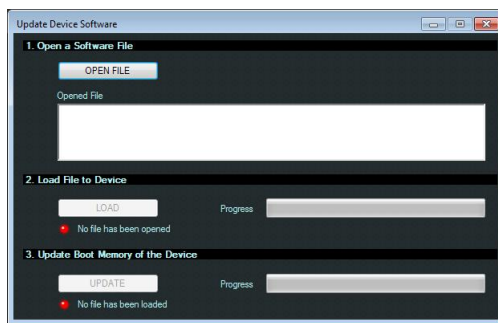 Update Device Software
1. Open a Software File
OPEN FILE
Opened File
2. Load File to Device
LOAD
Progress
No file has been opened
3. Update Boot Memory of the Device
UPDATE
Progress
No file has been loaded